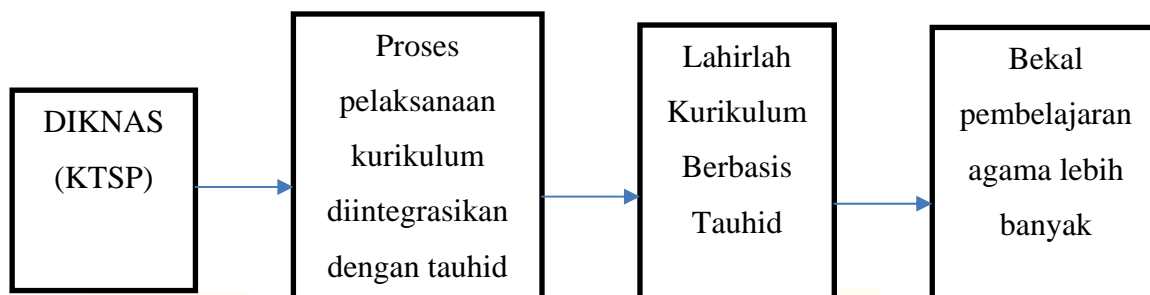 DIKNAS
(KTSP)
Proses
pelaksanaan
kurikulum
diintegrasikan
dengan tauhid
Lahirlah
Kurikulum
Berbasis
Tauhid
Bekal
pembelajaran
agama lebih
banyak